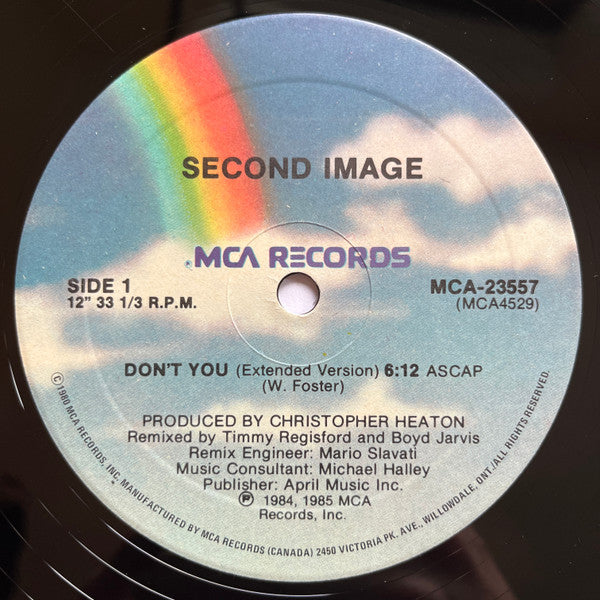 SECOND IMAGE
MCA RECORDS
SIDE 1
12" 33 1/3 R.P.M.
MCA-23557
(MCA4529)
DON'T YOU (Extended Version) 6:12 ASCAP
(W. Foster)
PRODUCED BY CHRISTOPHER HEATON
Remixed by Timmy Regisford and Boyd Jarvis
Remix Engineer: Mario Slavati
Music Consultant: Michael Halley
Publisher: April Music Inc.
℗ 1984, 1985 MCA
Records, Inc.
© 1980 MCA RECORDS, INC. MANUFACTURED BY MCA RECORDS (CANADA) 2450 VICTORIA PK. AVE., WILLOWDALE, ONT./ALL RIGHTS RESERVED.